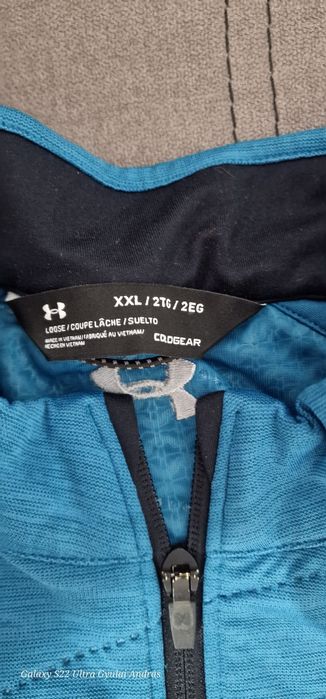 XXL / 2TG / 2EG
LOOSE / COUPE LÂCHE / SUELTO
MADE IN VIETNAM/FABRIQUÉ AU VIETNAM/
HECHO EN VIETNAM
COLDGEAR
Galaxy S22 Ultra Gyulai András